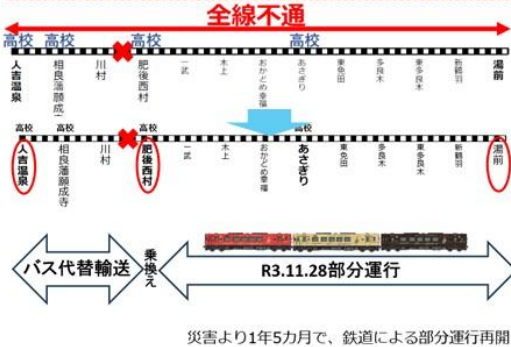 全線不通
高校 高校 高校 高校
人吉温泉 相良藩願成寺 川村 肥後西村 一武 木上 おかどめ幸福 あさぎり 東免田 多良木 東多良木 新鶴羽 湯前
高校 高校 高校 高校
人吉温泉 相良藩願成寺 川村 肥後西村 一武 木上 おかどめ幸福 あさぎり 東免田 多良木 東多良木 新鶴羽 湯前
バス代替輸送 乗換え R3.11.28部分運行
災害より1年5カ月で、鉄道による部分運行再開